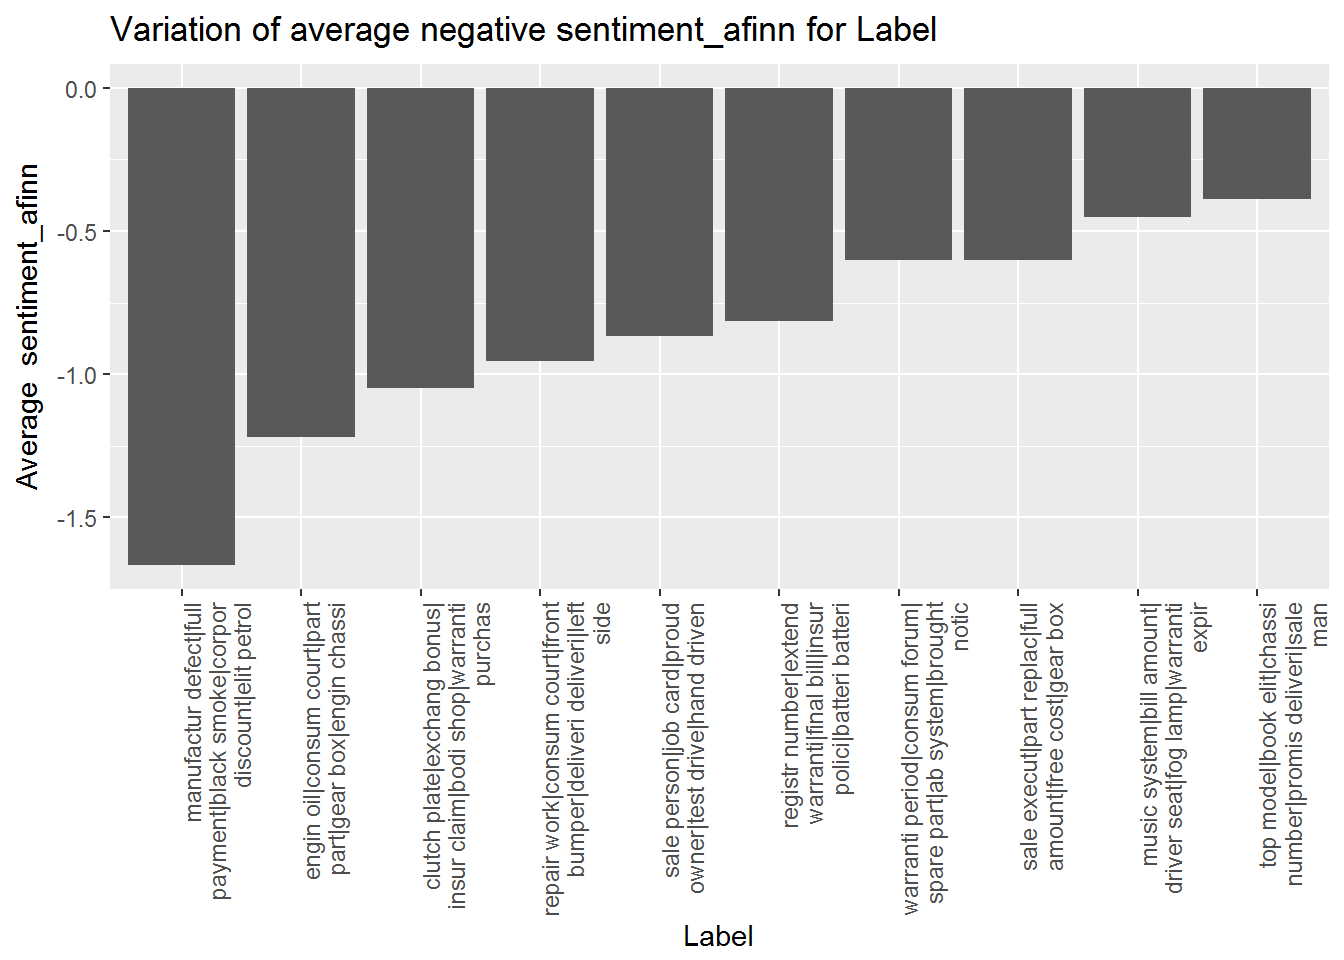 Variation of average negative sentiment_afinn for Label
Average sentiment_afinn
0.0
-0.5
-1.0
-1.5
manufactur defect|full
payment|black smoke|corpor
discount|elit petrol
engin oil|consum court|part
part|gear box|engin chassi
clutch plate|exchang bonus|
insur claim|bodi shop|warranti
purchas
repair work|consum court|front
bumper|deliveri deliveri|left
side
sale person|job card|proud
owner|test drive|hand driven
registr number|extend
warranti|final bill|insur
polici|batteri batteri
warranti period|consum forum|
spare part|ab system|brought
notic
sale execut|part replac|full
amount|free cost|gear box
music system|bill amount|
driver seat|fog lamp|warranti
expir
top model|book elit|chassi
number|promis deliveri|sale
man
Label